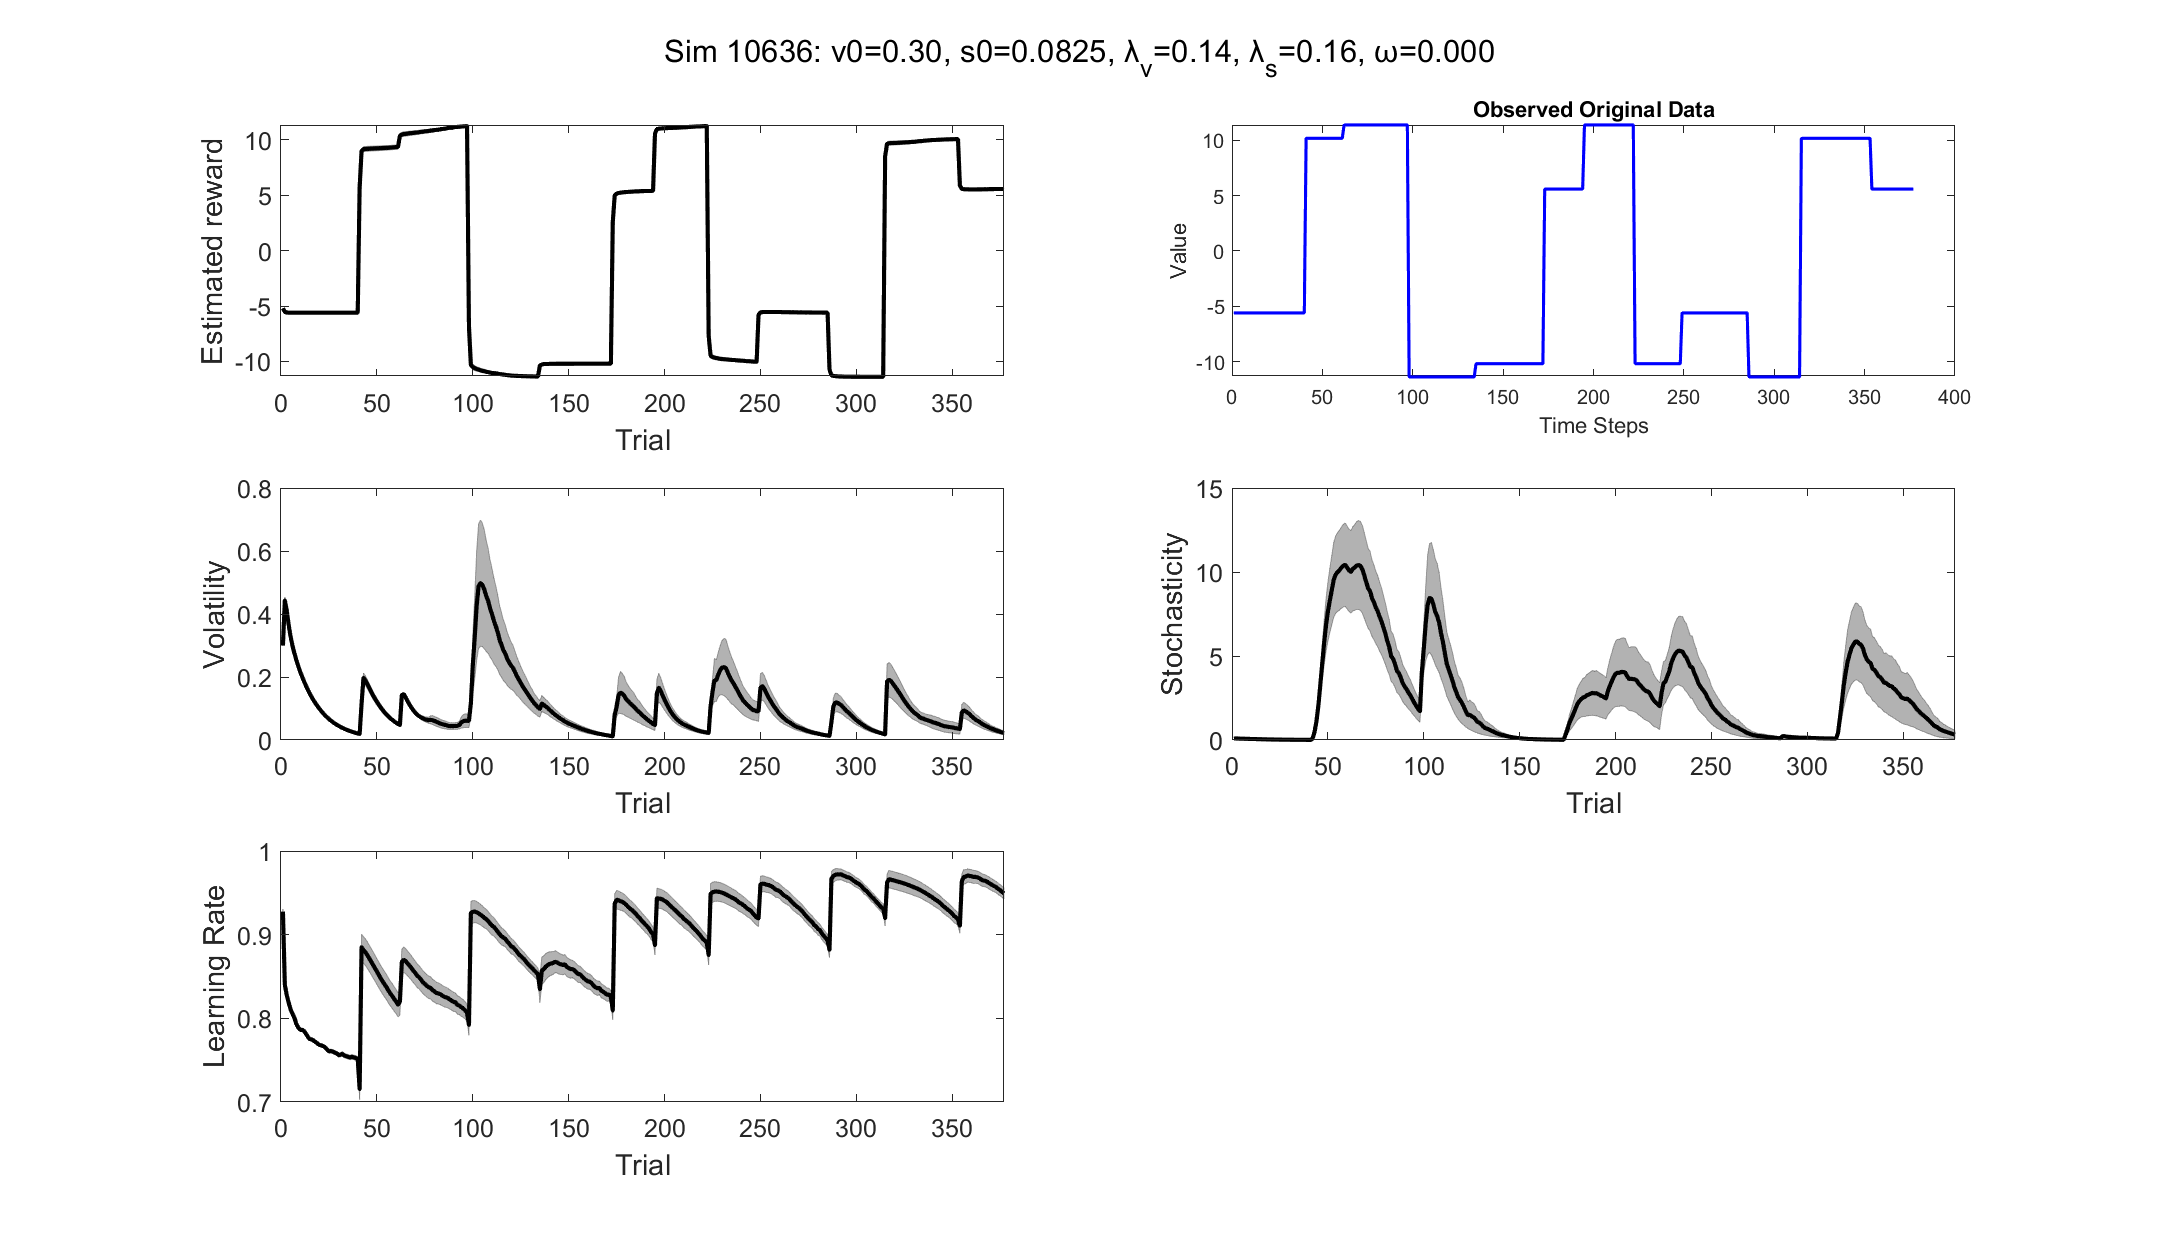 Sim 10636: v0=0.30, s0=0.0825, λ_v=0.14, λ_s=0.16, ω=0.000
Estimated reward
10
5
0
-5
-10
0 50 100 150 200 250 300 350
Trial
Observed Original Data
Value
10
5
0
-5
-10
0 50 100 150 200 250 300 350 400
Time Steps
Volatility
0.8
0.6
0.4
0.2
0
0 50 100 150 200 250 300 350
Trial
Stochasticity
15
10
5
0
0 50 100 150 200 250 300 350
Trial
Learning Rate
1
0.9
0.8
0.7
0 50 100 150 200 250 300 350
Trial